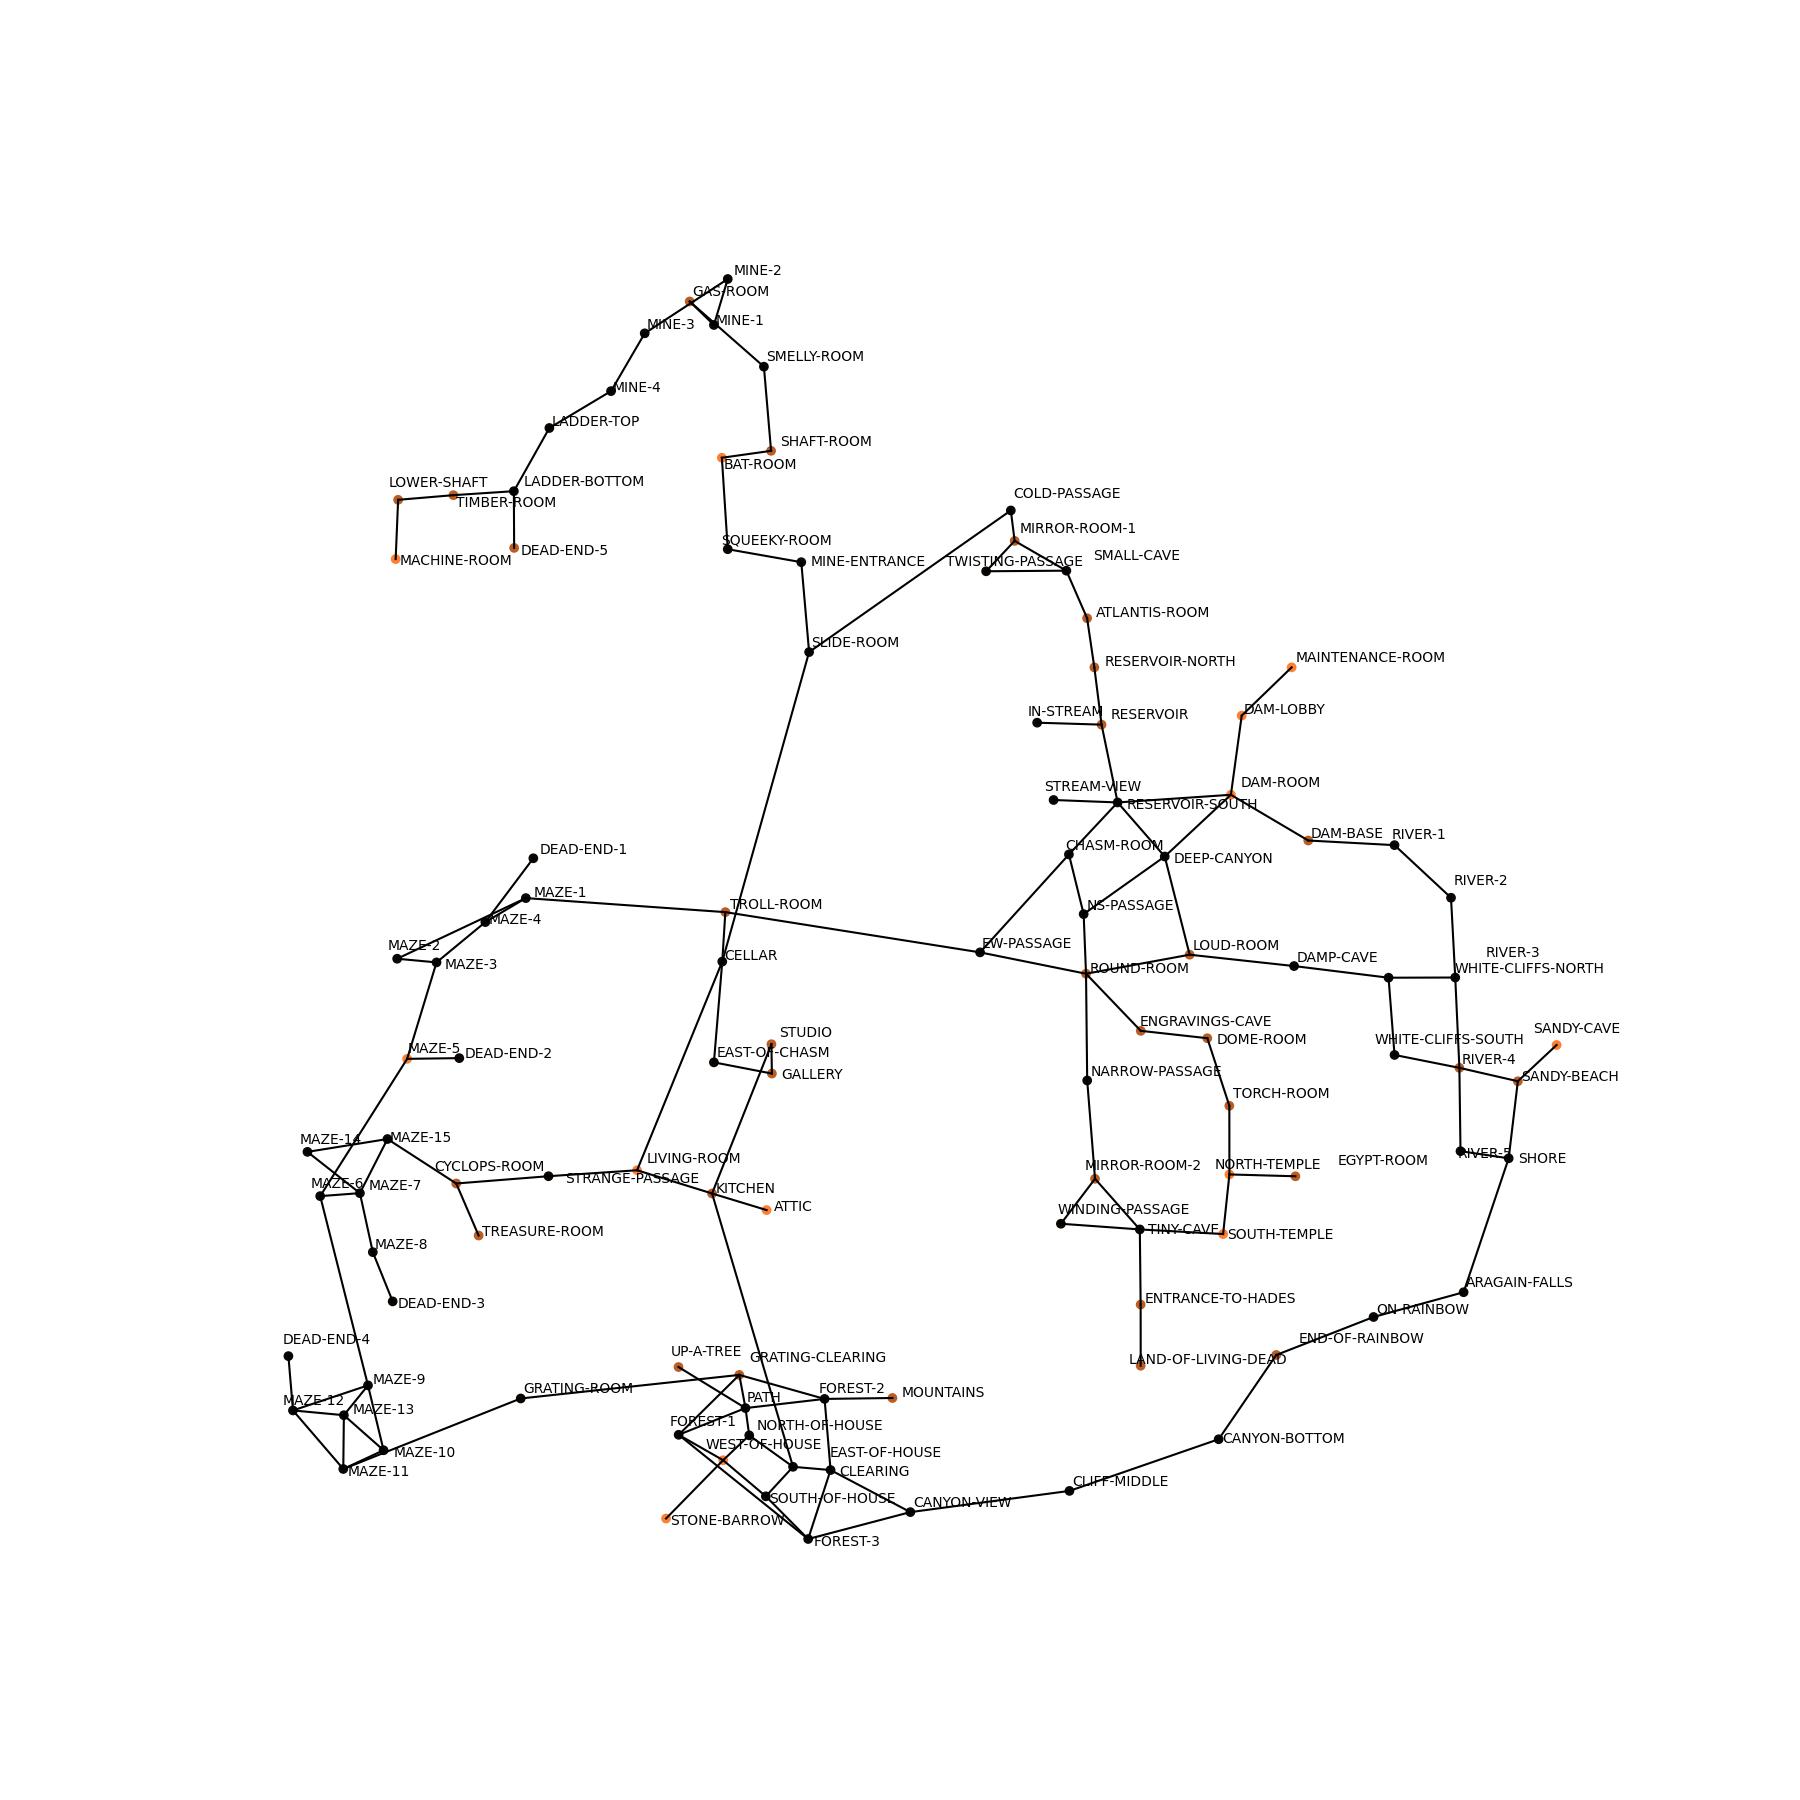 MINE-2
GAS-ROOM
MINE-1
MINE-3
SMELLY-ROOM
MINE-4
LADDER-TOP
SHAFT-ROOM
BAT-ROOM
LOWER-SHAFT
LADDER-BOTTOM
TIMBER-ROOM
COLD-PASSAGE
MIRROR-ROOM-1
SQUEEKY-ROOM
DEAD-END-5
SMALL-CAVE
MACHINE-ROOM
MINE-ENTRANCE
TWISTING-PASSAGE
ATLANTIS-ROOM
SLIDE-ROOM
RESERVOIR-NORTH
MAINTENANCE-ROOM
IN-STREAM
RESERVOIR
DAM-LOBBY
STREAM-VIEW
DAM-ROOM
RESERVOIR-SOUTH
DAM-BASE
RIVER-1
CHASM-ROOM
DEAD-END-1
DEEP-CANYON
RIVER-2
MAZE-1
TROLL-ROOM
NS-PASSAGE
MAZE-4
MAZE-2
EW-PASSAGE
LOUD-ROOM
RIVER-3
MAZE-3
CELLAR
DAMP-CAVE
ROUND-ROOM
WHITE-CLIFFS-NORTH
ENGRAVINGS-CAVE
STUDIO
SANDY-CAVE
DOME-ROOM
WHITE-CLIFFS-SOUTH
MAZE-5
DEAD-END-2
EAST-OF-CHASM
RIVER-4
NARROW-PASSAGE
GALLERY
SANDY-BEACH
TORCH-ROOM
MAZE-14
MAZE-15
RIVER-5
SHORE
CYCLOPS-ROOM
LIVING-ROOM
MIRROR-ROOM-2
NORTH-TEMPLE
EGYPT-ROOM
STRANGE-PASSAGE
MAZE-6
MAZE-7
KITCHEN
ATTIC
WINDING-PASSAGE
TREASURE-ROOM
TINY-CAVE
SOUTH-TEMPLE
MAZE-8
ARAGAIN-FALLS
DEAD-END-3
ENTRANCE-TO-HADES
ON-RAINBOW
DEAD-END-4
END-OF-RAINBOW
UP-A-TREE
GRATING-CLEARING
LAND-OF-LIVING-DEAD
MAZE-9
GRATING-ROOM
FOREST-2
MOUNTAINS
MAZE-12
PATH
MAZE-13
FOREST-1
NORTH-OF-HOUSE
WEST-OF-HOUSE
CANYON-BOTTOM
MAZE-10
EAST-OF-HOUSE
MAZE-11
CLEARING
CLIFF-MIDDLE
SOUTH-OF-HOUSE
CANYON-VIEW
STONE-BARROW
FOREST-3